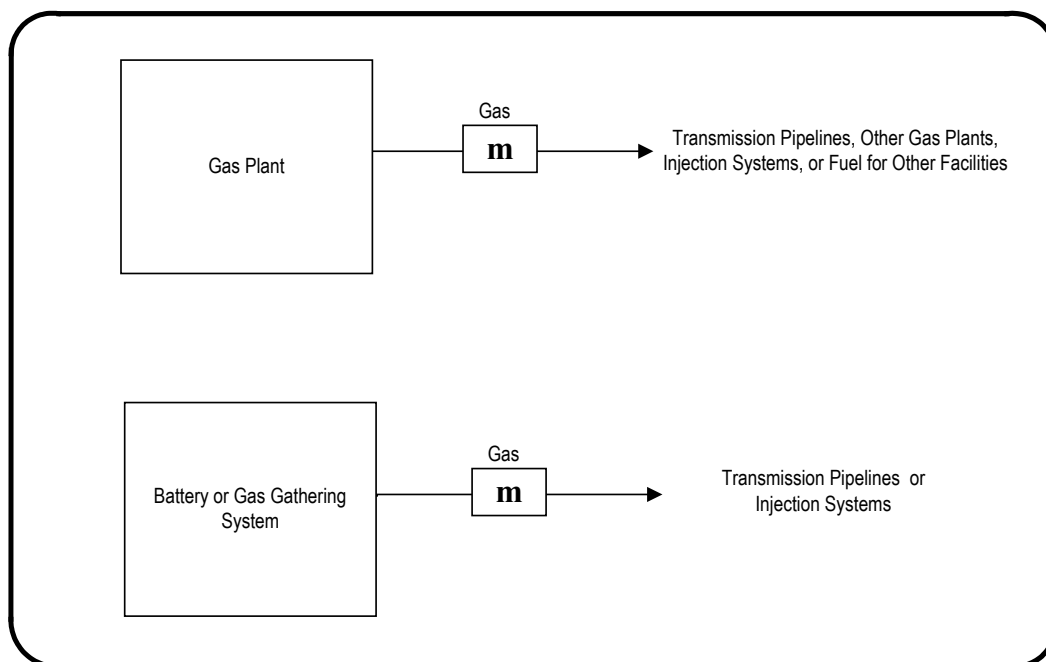 Gas
m
Gas Plant
Transmission Pipelines, Other Gas Plants,
Injection Systems, or Fuel for Other Facilities
Gas
m
Battery or Gas Gathering
System
Transmission Pipelines or
Injection Systems